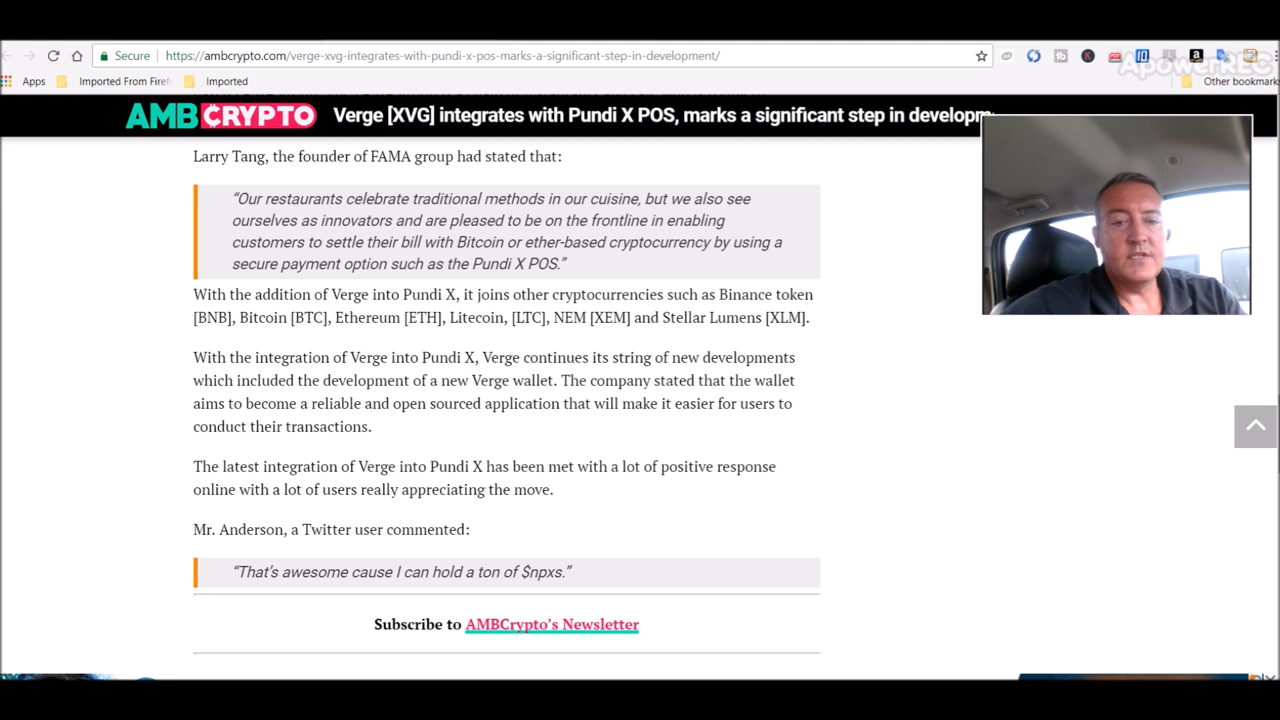 Secure
https://ambcrypto.com/verge-xvg-integrates-with-pundi-x-pos-marks-a-significant-step-in-development/
ApowerREC
Apps
Imported From Firef
Imported
Other bookmarks
AMBCRYPTO
Verge [XVG] integrates with Pundi X POS, marks a significant step in developm
Larry Tang, the founder of FAMA group had stated that:
“Our restaurants celebrate traditional methods in our cuisine, but we also see
ourselves as innovators and are pleased to be on the frontline in enabling
customers to settle their bill with Bitcoin or ether-based cryptocurrency by using a
secure payment option such as the Pundi X POS.”
With the addition of Verge into Pundi X, it joins other cryptocurrencies such as Binance token
[BNB], Bitcoin [BTC], Ethereum [ETH], Litecoin, [LTC], NEM [XEM] and Stellar Lumens [XLM].
With the integration of Verge into Pundi X, Verge continues its string of new developments
which included the development of a new Verge wallet. The company stated that the wallet
aims to become a reliable and open sourced application that will make it easier for users to
conduct their transactions.
The latest integration of Verge into Pundi X has been met with a lot of positive response
online with a lot of users really appreciating the move.
Mr. Anderson, a Twitter user commented:
“That’s awesome cause I can hold a ton of $npxs.”
Subscribe to AMBCrypto’s Newsletter